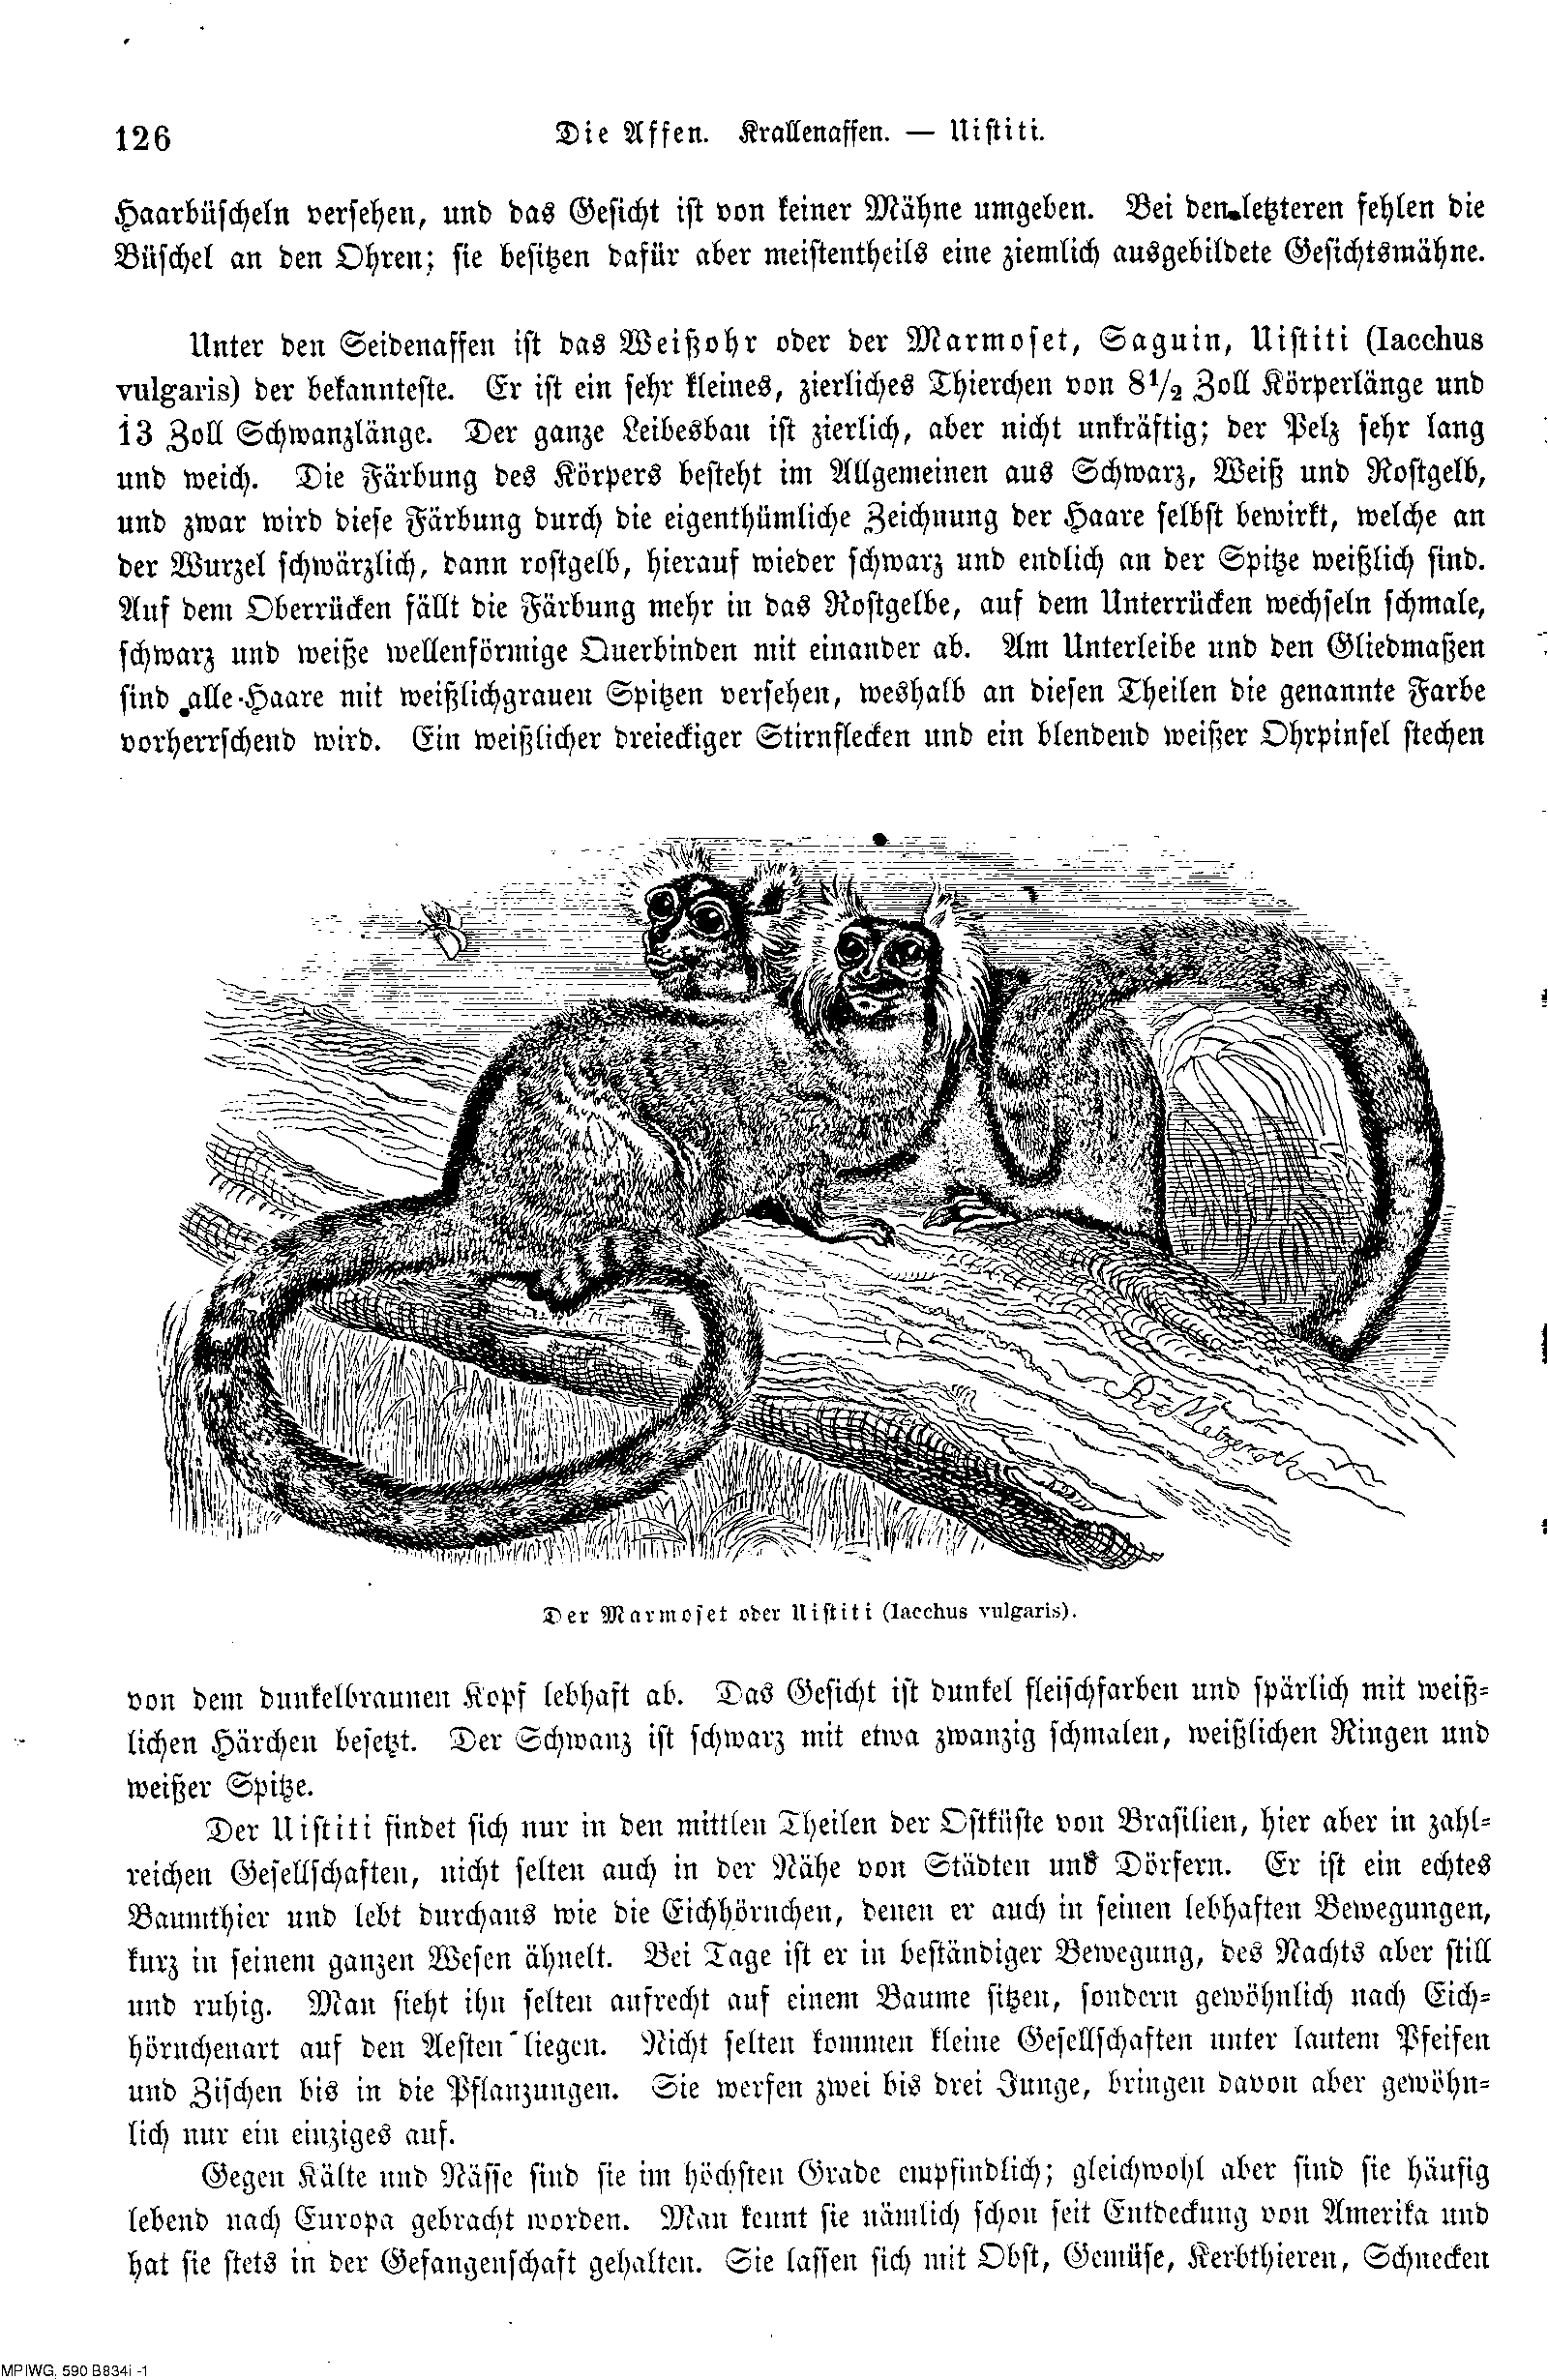 126 Die Affen. Krallenaffen. — Uistiti.
Haarbüscheln versehen, und das Gesicht ist von keiner Mähne umgeben. Bei den letzteren fehlen die
Büschel an den Ohren; sie besitzen dafür aber meistentheils eine ziemlich ausgebildete Gesichtsmähne.
Unter den Seidenaffen ist das Weißohr oder der Marmoset, Saguin, Uistiti (Iacchus
vulgaris) der bekannteste. Er ist ein sehr kleines, zierliches Thierchen von 8½ Zoll Körperlänge und
13 Zoll Schwanzlänge. Der ganze Leibesbau ist zierlich, aber nicht unkräftig; der Pelz sehr lang
und weich. Die Färbung des Körpers besteht im Allgemeinen aus Schwarz, Weiß und Rostgelb,
und zwar wird diese Färbung durch die eigenthümliche Zeichnung der Haare selbst bewirkt, welche an
der Wurzel schwärzlich, dann rostgelb, hierauf wieder schwarz und endlich an der Spitze weißlich sind.
Auf dem Oberrücken fällt die Färbung mehr in das Rostgelbe, auf dem Unterrücken wechseln schmale,
schwarz und weiße wellenförmige Querbinden mit einander ab. Am Unterleibe und den Gliedmaßen
sind alle Haare mit weißlichgrauen Spitzen versehen, weshalb an diesen Theilen die genannte Farbe
vorherrschend wird. Ein weißlicher dreieckiger Stirnflecken und ein blendend weißer Ohrpinsel stechen
R. Metzeroth
Der Marmoset oder Uistiti (Iacchus vulgaris).
von dem dunkelbraunen Kopf lebhaft ab. Das Gesicht ist dunkel fleischfarben und spärlich mit weiß-
lichen Härchen besetzt. Der Schwanz ist schwarz mit etwa zwanzig schmalen, weißlichen Ringen und
weißer Spitze.
Der Uistiti findet sich nur in den mittlen Theilen der Ostküste von Brasilien, hier aber in zahl-
reichen Gesellschaften, nicht selten auch in der Nähe von Städten und Dörfern. Er ist ein echtes
Baumthier und lebt durchaus wie die Eichhörnchen, denen er auch in seinen lebhaften Bewegungen,
kurz in seinem ganzen Wesen ähnelt. Bei Tage ist er in beständiger Bewegung, des Nachts aber still
und ruhig. Man sieht ihn selten aufrecht auf einem Baume sitzen, sondern gewöhnlich nach Eich-
hörnchenart auf den Aesten liegen. Nicht selten kommen kleine Gesellschaften unter lautem Pfeifen
und Zischen bis in die Pflanzungen. Sie werfen zwei bis drei Junge, bringen davon aber gewöhn-
lich nur ein einziges auf.
Gegen Kälte und Nässe sind sie im höchsten Grade empfindlich; gleichwohl aber sind sie häufig
lebend nach Europa gebracht worden. Man kennt sie nämlich schon seit Entdeckung von Amerika und
hat sie stets in der Gefangenschaft gehalten. Sie lassen sich mit Obst, Gemüse, Kerbthieren, Schnecken
MPIWG, 590 B834i -1